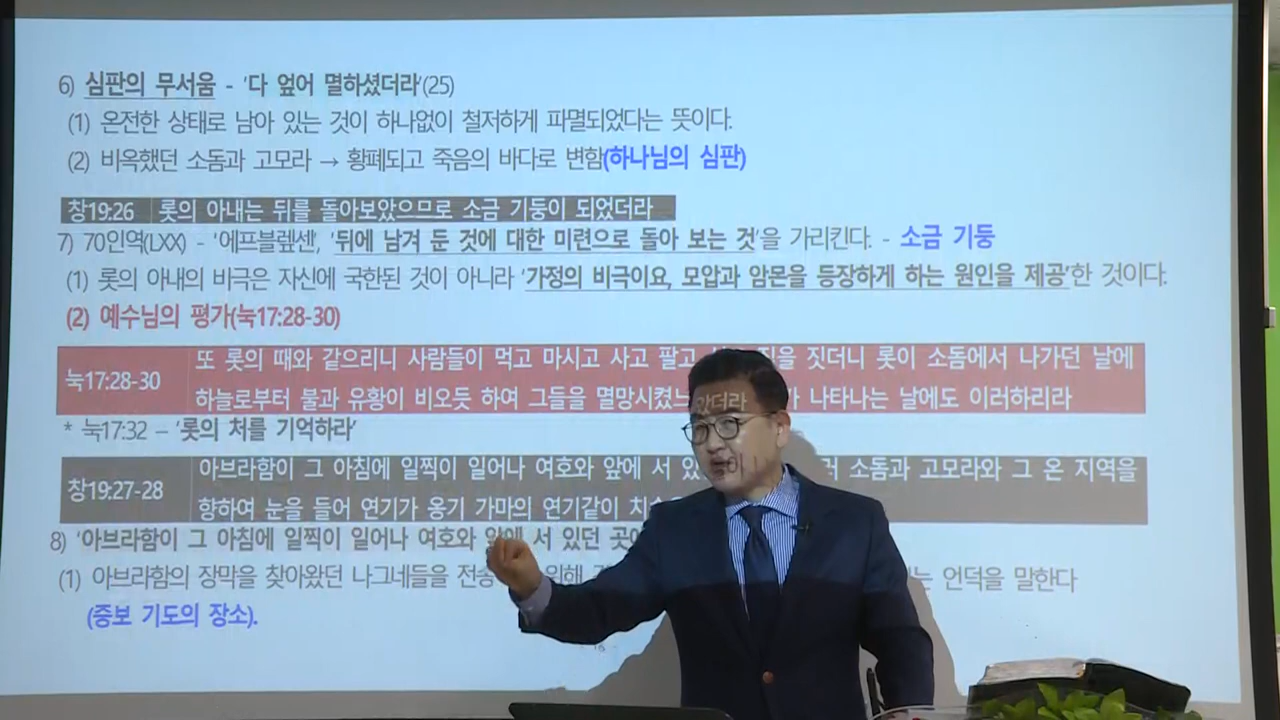 6) 심판의 무서움 - '다 엎어 멸하셨더라'(25)
(1) 온전한 상태로 남아 있는 것이 하나없이 철저하게 파멸되었다는 뜻이다.
(2) 비옥했던 소돔과 고모라 → 황폐되고 죽음의 바다로 변함(하나님의 심판)
창19:26 롯의 아내는 뒤를 돌아보았으므로 소금 기둥이 되었더라
7) 70인역(LXX) - '에프블렢센', '뒤에 남겨 둔 것에 대한 미련으로 돌아 보는 것'을 가리킨다. - 소금 기둥
(1) 롯의 아내의 비극은 자신에 국한된 것이 아니라 '가정의 비극이요, 모압과 암몬을 등장하게 하는 원인을 제공'한 것이다.
(2) 예수님의 평가(눅17:28-30)
눅17:28-30 또 롯의 때와 같으리니 사람들이 먹고 마시고 사고 팔고 짓더니 롯이 소돔에서 나가던 날에
하늘로부터 불과 유황이 비오듯 하여 그들을 멸망시켰느 나타나는 날에도 이러하리라
* 눅17:32 – '롯의 처를 기억하라'
창19:27-28 아브라함이 그 아침에 일찍이 일어나 여호와 앞에 서 있 소돔과 고모라와 그 온 지역을
향하여 눈을 들어 연기가 옹기 가마의 연기같이
8) '아브라함이 그 아침에 일찍이 일어나 여호와 앞에 서 있던 곳에
(1) 아브라함의 장막을 찾아왔던 나그네들을 전송 위해 언덕을 말한다
(중보 기도의 장소).